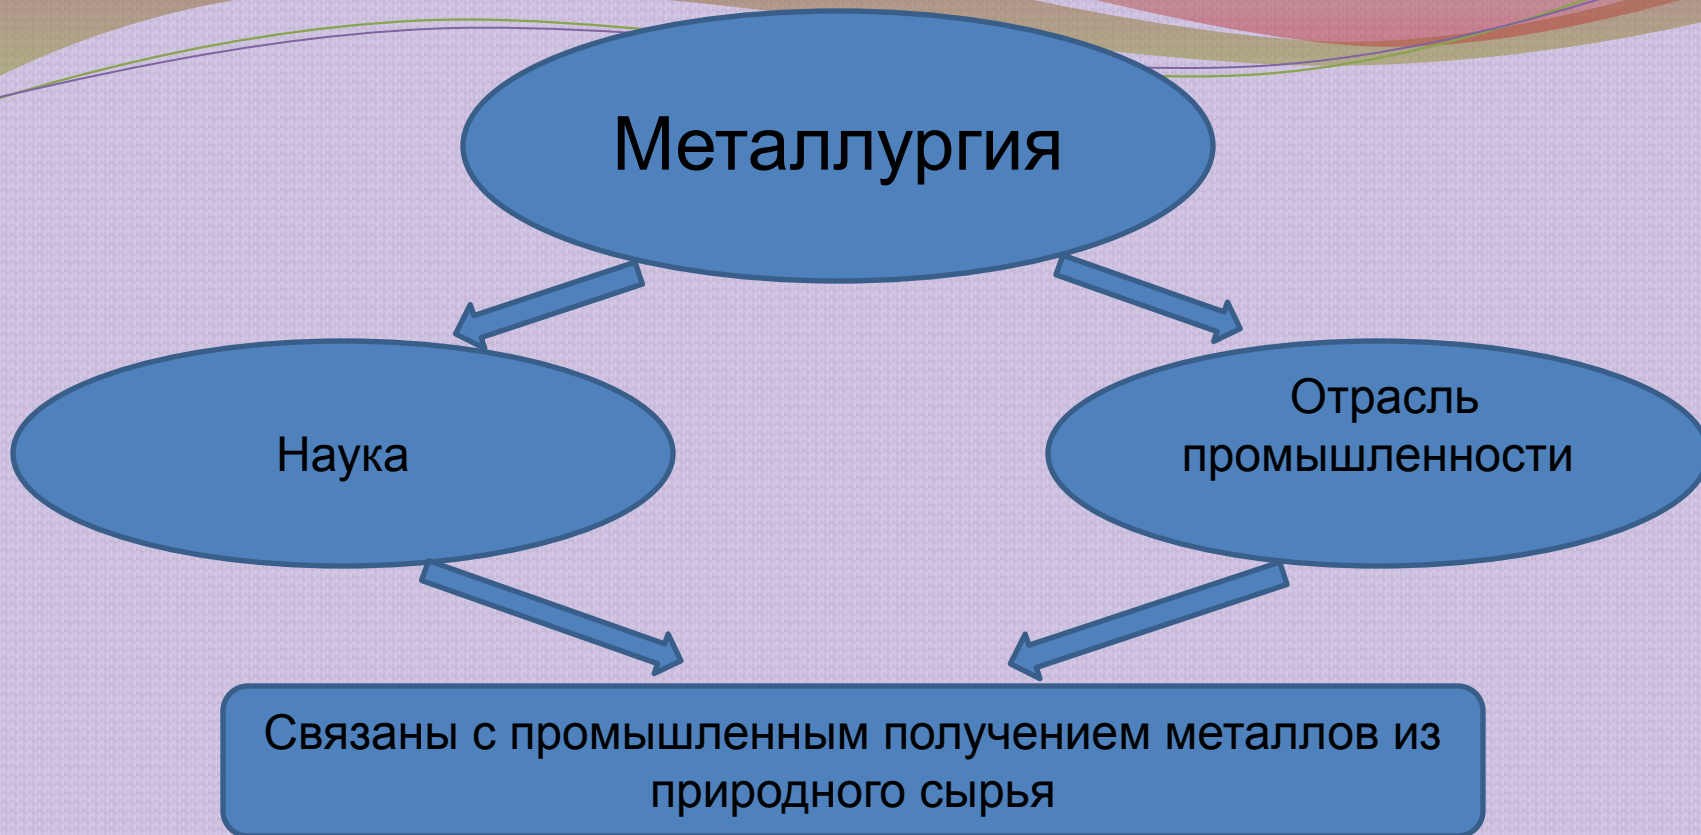 Металлургия
Наука
Отрасль
промышленности
Связаны с промышленным получением металлов из
природного сырья